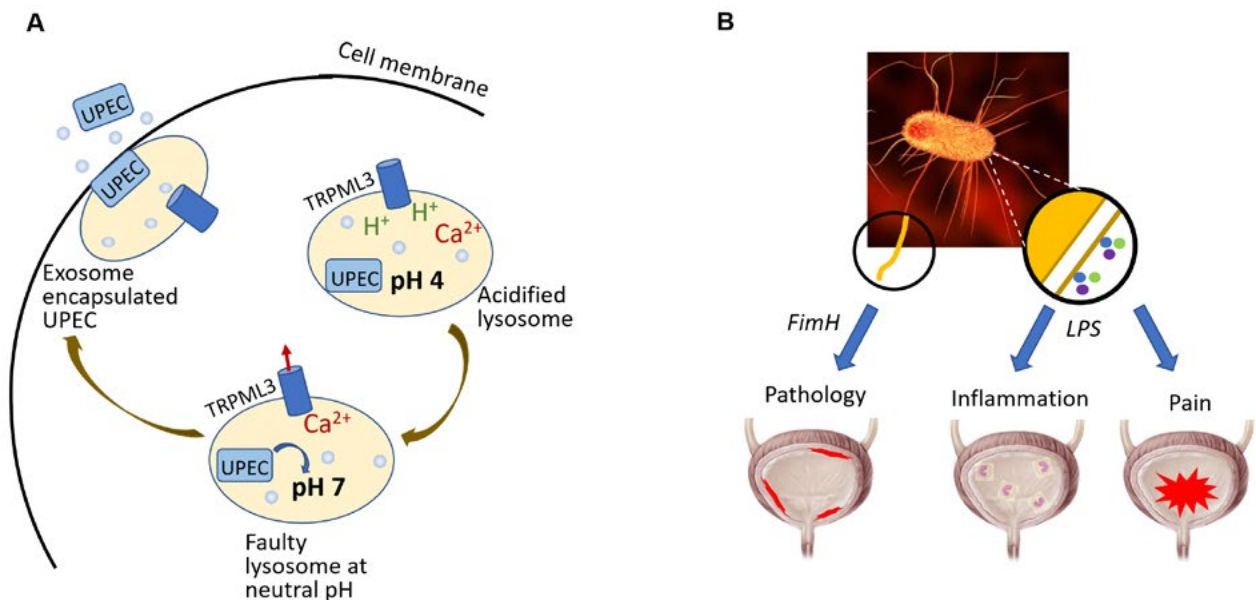 A
Cell membrane
UPEC
UPEC
Exosome
encapsulated
UPEC
TRPML3
H+
H+
Ca2+
UPEC
pH 4
Acidified
lysosome
TRPML3
Ca2+
UPEC
pH 7
Faulty
lysosome at
neutral pH
B
FimH
LPS
Pathology
Inflammation
Pain